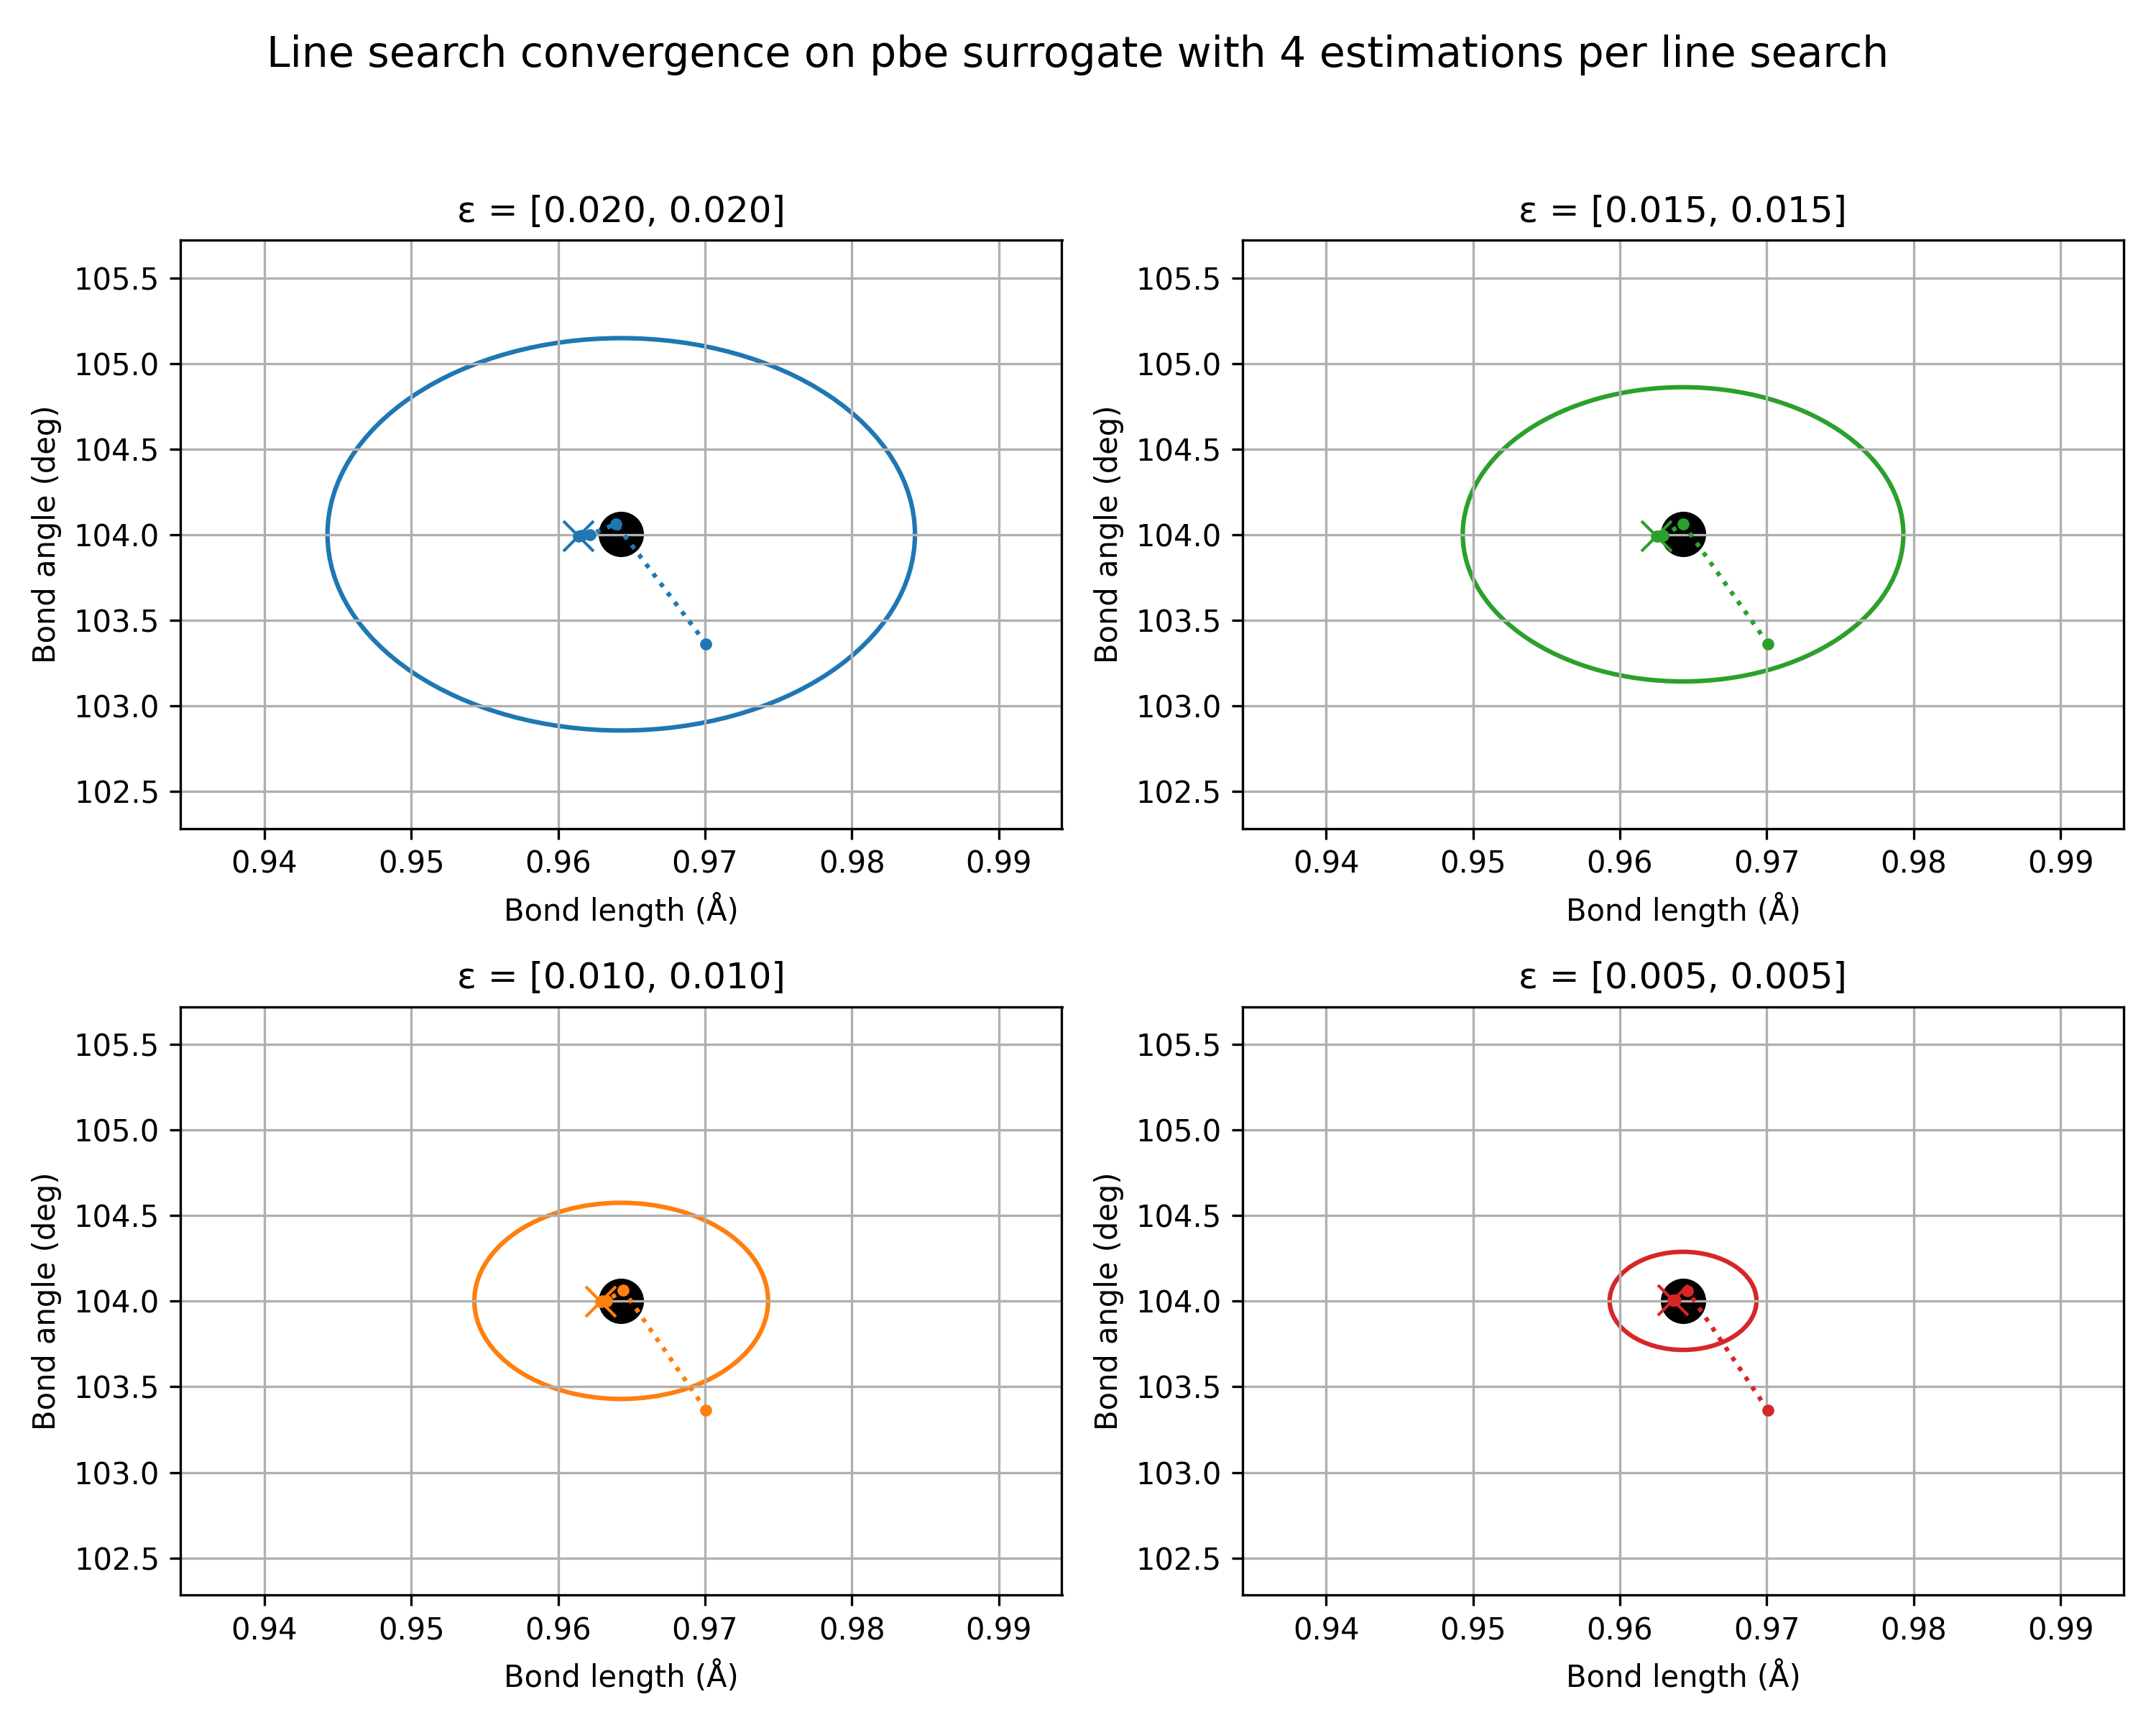 Line search convergence on pbe surrogate with 4 estimations per line search
ε = [0.020, 0.020]
105.5
105.0
104.5
104.0
103.5
103.0
102.5
Bond angle (deg)
0.94 0.95 0.96 0.97 0.98 0.99
Bond length (Å)
ε = [0.015, 0.015]
105.5
105.0
104.5
104.0
103.5
103.0
102.5
Bond angle (deg)
0.94 0.95 0.96 0.97 0.98 0.99
Bond length (Å)
ε = [0.010, 0.010]
105.5
105.0
104.5
104.0
103.5
103.0
102.5
Bond angle (deg)
0.94 0.95 0.96 0.97 0.98 0.99
Bond length (Å)
ε = [0.005, 0.005]
105.5
105.0
104.5
104.0
103.5
103.0
102.5
Bond angle (deg)
0.94 0.95 0.96 0.97 0.98 0.99
Bond length (Å)